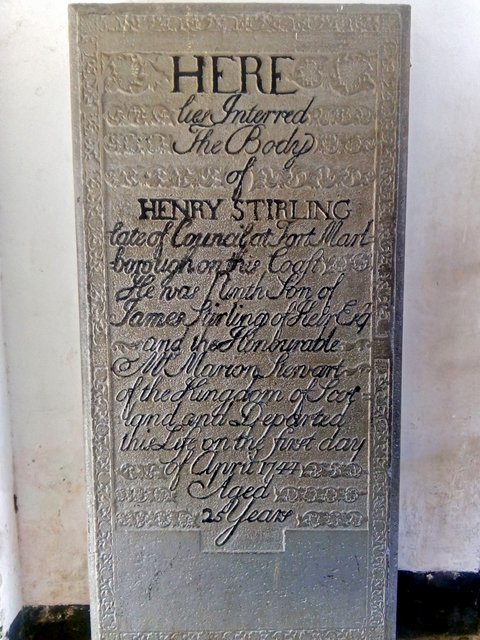 HERE
lies Interred
The Body
of
HENRY STIRLING
late of Council at Fort Marl
borough on this Coast
He was Ninth Son of
James Stirling of Keir Esq
and the Honourable
Mrs Marion Stewart
of the Kingdom of Scot
land and Departed
this Life on the first day
of April 1744
Aged
25 Years